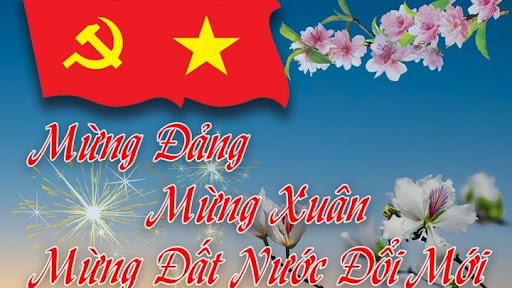 Mừng Đảng
Mừng Xuân
Mừng Đất Nước Đổi Mới